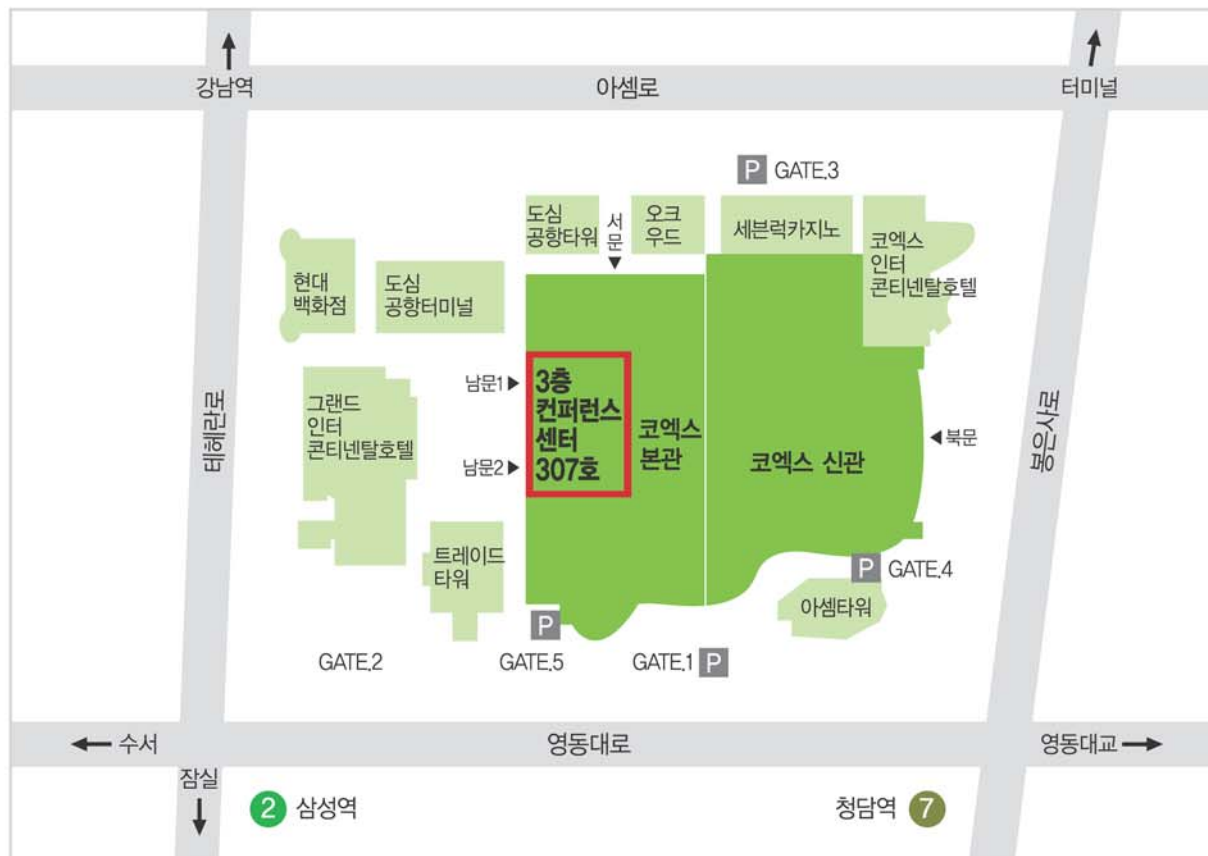 강남역
아셈로
터미널
P GATE.3
도심
공항타워
서
문
오크
우드
세븐럭카지노
코엑스
인터
콘티넨탈호텔
현대
백화점
도심
공항터미널
남문1
3층
컨퍼런스
센터
307호
그랜드
인터
콘티넨탈호텔
테헤란로
남문2
코엑스
본관
코엑스 신관
북문
봉은사로
트레이드
타워
P GATE.4
아셈타워
P
GATE.2
GATE.5
GATE.1 P
수서
영동대로
영동대교
잠실
2 삼성역
청담역 7